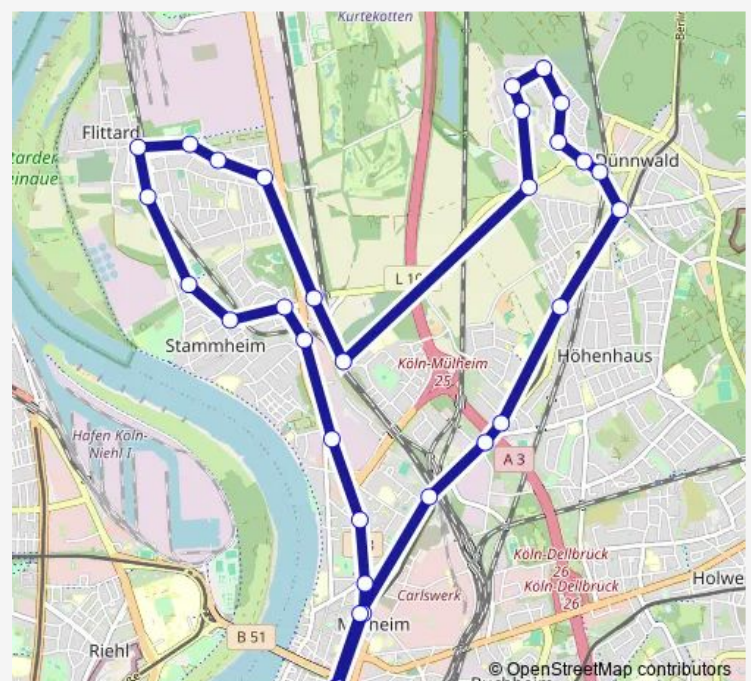 Kurtekotten
Berlin
Flittard
Dünnwald
L 1
Stammheim
Köln-Mülheim
25
Höhenhaus
Hafen Köln-
Niehl I
A 3
Köln-Dellbrück
26
Köln-Dellbrück
26
Carlswerk
Holwe
B 51
Riehl
© OpenStreetMap contributors